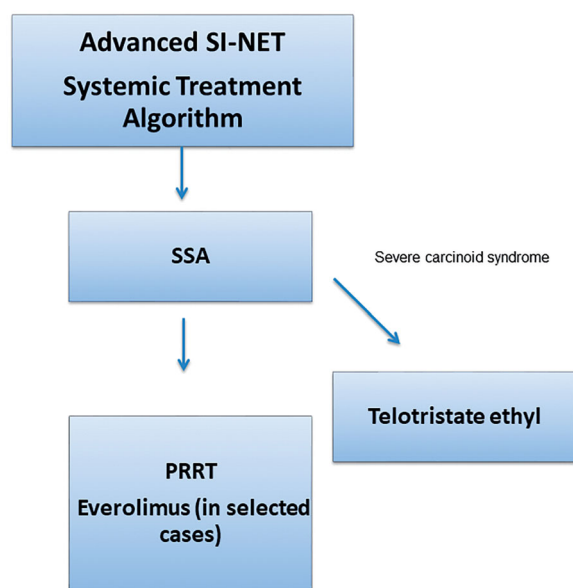 Advanced SI-NET
Systemic Treatment
Algorithm
SSA
Severe carcinoid syndrome
Telotristate ethyl
PRRT
Everolimus (in selected
cases)